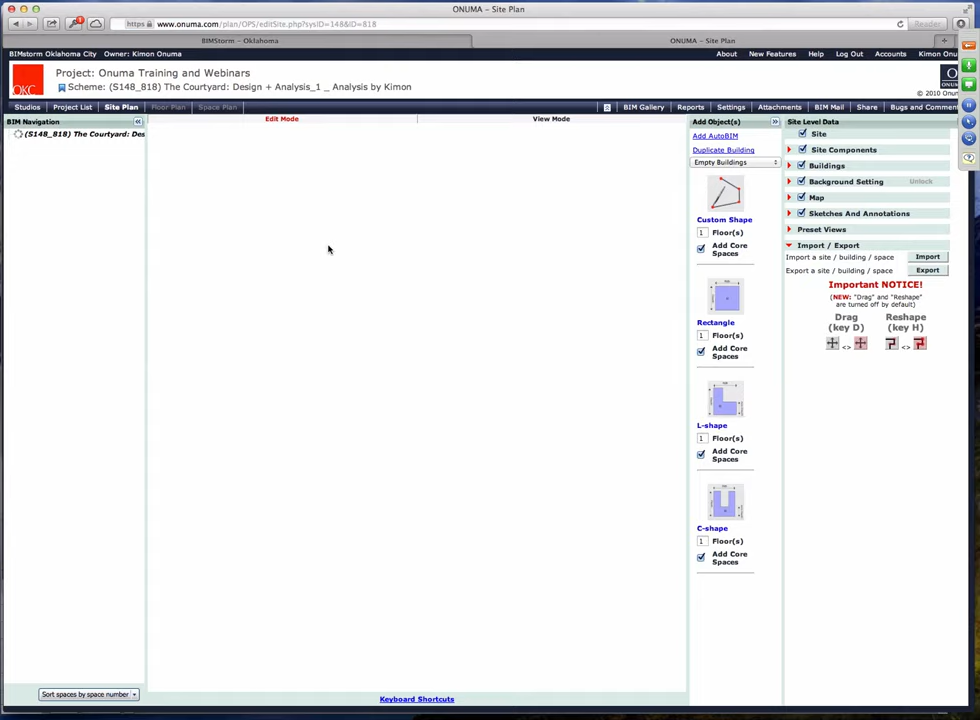 ONUMA – Site Plan
https www.onuma.com/plan/OPS/editSite.php?sysID=148&ID=818
Reader
BIMStorm – Oklahoma
ONUMA – Site Plan
BIMstorm Oklahoma City Owner: Kimon Onuma
About New Features Help Log Out Accounts Kimon Onu
OKC
Project: Onuma Training and Webinars
Scheme: (S148_818) The Courtyard: Design + Analysis_1 _ Analysis by Kimon
© 2010 Onu
Studios Project List Site Plan Floor Plan Space Plan
BIM Gallery Reports Settings Attachments BIM Mail Share Bugs and Commen
BIM Navigation
(S148_818) The Courtyard: Des
Edit Mode
View Mode
Add Object(s)
Add AutoBIM
Duplicate Building
Empty Buildings
Custom Shape
1 Floor(s)
Add Core
Spaces
Rectangle
1 Floor(s)
Add Core
Spaces
L-shape
1 Floor(s)
Add Core
Spaces
C-shape
1 Floor(s)
Add Core
Spaces
Site Level Data
Site
Site Components
Buildings
Background Setting Unlock
Map
Sketches And Annotations
Preset Views
Import / Export
Import a site / building / space Import
Export a site / building / space Export
Important NOTICE!
(NEW: "Drag" and "Reshape"
are turned off by default)
Drag
(key D)
Reshape
(key H)
<>
<>
Sort spaces by space number
Keyboard Shortcuts